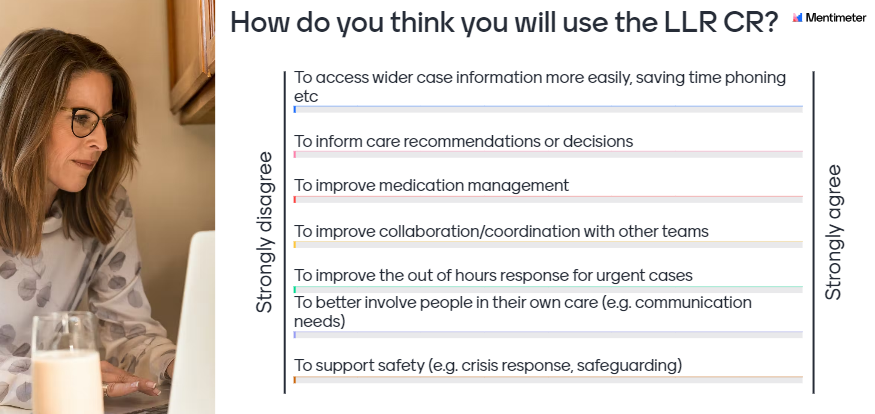 How do you think you will use the LLR CR?
Mentimeter
To access wider case information more easily, saving time phoning
etc
To inform care recommendations or decisions
To improve medication management
To improve collaboration/coordination with other teams
To improve the out of hours response for urgent cases
To better involve people in their own care (e.g. communication
needs)
To support safety (e.g. crisis response, safeguarding)
Strongly disagree
Strongly agree